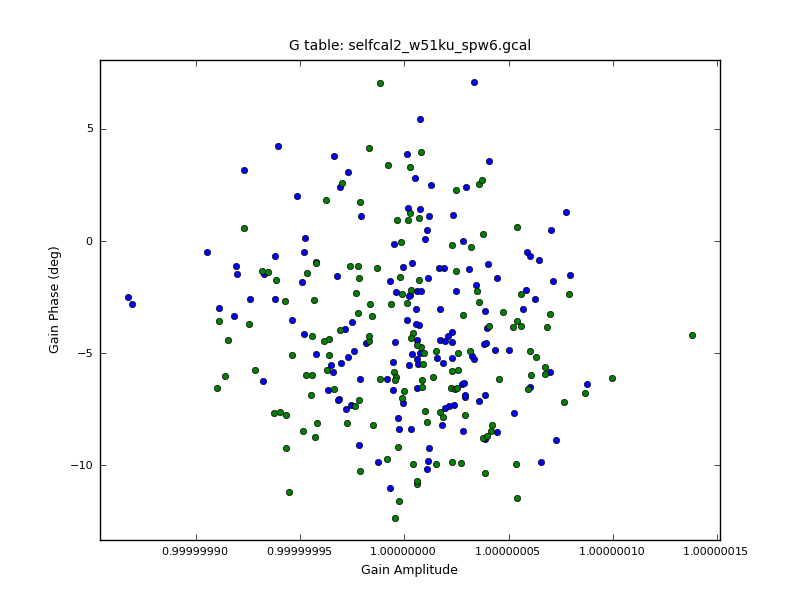 G table: selfcal2_w51ku_spw6.gcal
5
0
−5
−10
Gain Phase (deg)
0.99999990 0.99999995 1.00000000 1.00000005 1.00000010 1.00000015
Gain Amplitude